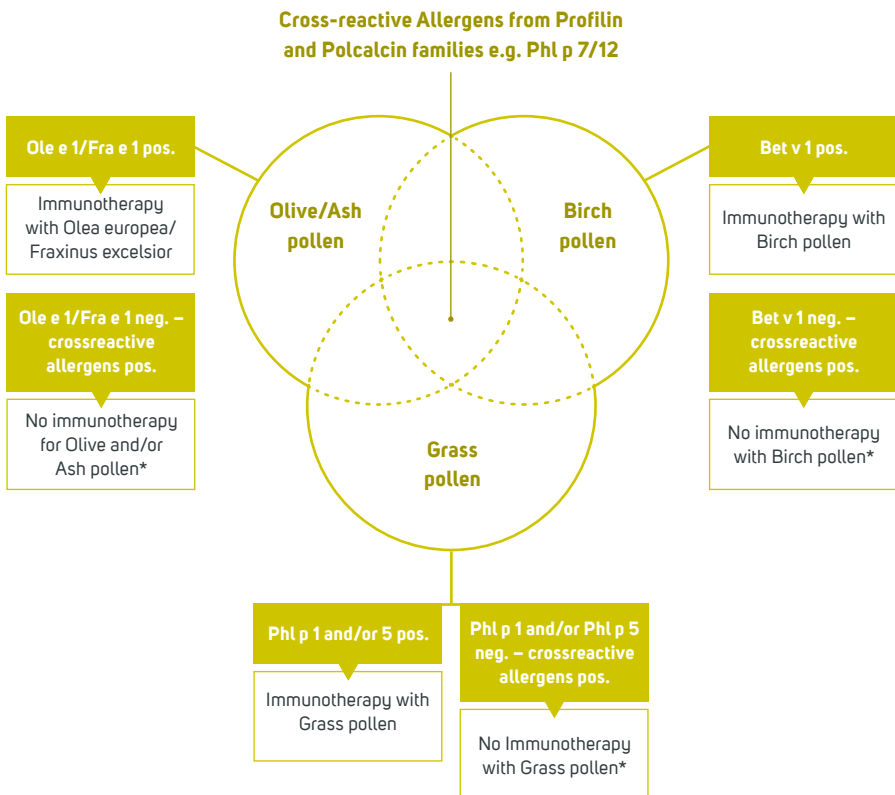 Cross-reactive Allergens from Profilin
and Polcalcin families e.g. Phl p 7/12
Ole e 1/Fra e 1 pos.
Immunotherapy
with Olea europea/
Fraxinus excelsior
Ole e 1/Fra e 1 neg. –
crossreactive
allergens pos.
No immunotherapy
for Olive and/or
Ash pollen*
Olive/Ash
pollen
Birch
pollen
Grass
pollen
Bet v 1 pos.
Immunotherapy with
Birch pollen
Bet v 1 neg. –
crossreactive
allergens pos.
No immunotherapy
with Birch pollen*
Phl p 1 and/or 5 pos.
Immunotherapy with
Grass pollen
Phl p 1 and/or Phl p 5
neg. – crossreactive
allergens pos.
No Immunotherapy
with Grass pollen*